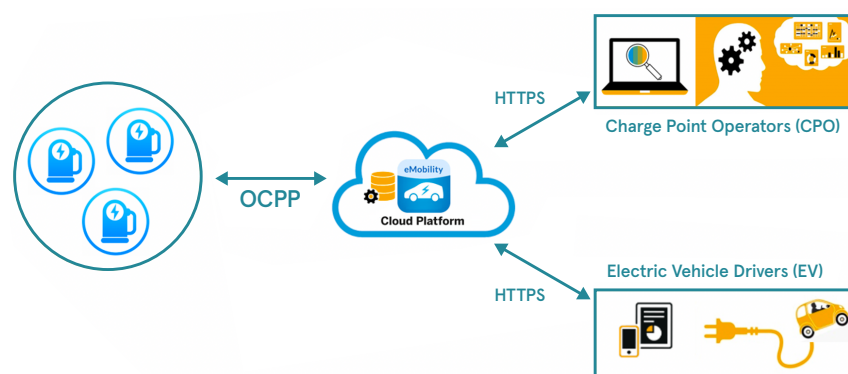 HTTPS
Charge Point Operators (CPO)
eMobility
OCPP
Cloud Platform
Electric Vehicle Drivers (EV)
HTTPS